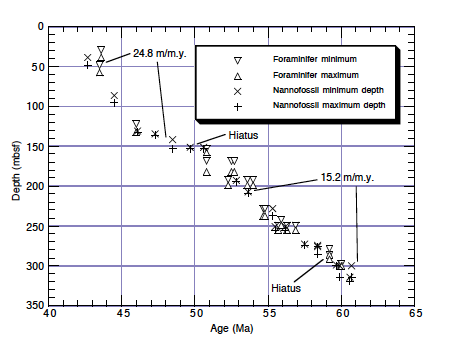 0
50
100
150
200
250
300
350
Depth (mbsf)
24.8 m/m.y.
Foraminifer minimum
Foraminifer maximum
Nannofossil minimum depth
Nannofossil maximum depth
Hiatus
15.2 m/m.y.
Hiatus
40 45 50 55 60 65
Age (Ma)